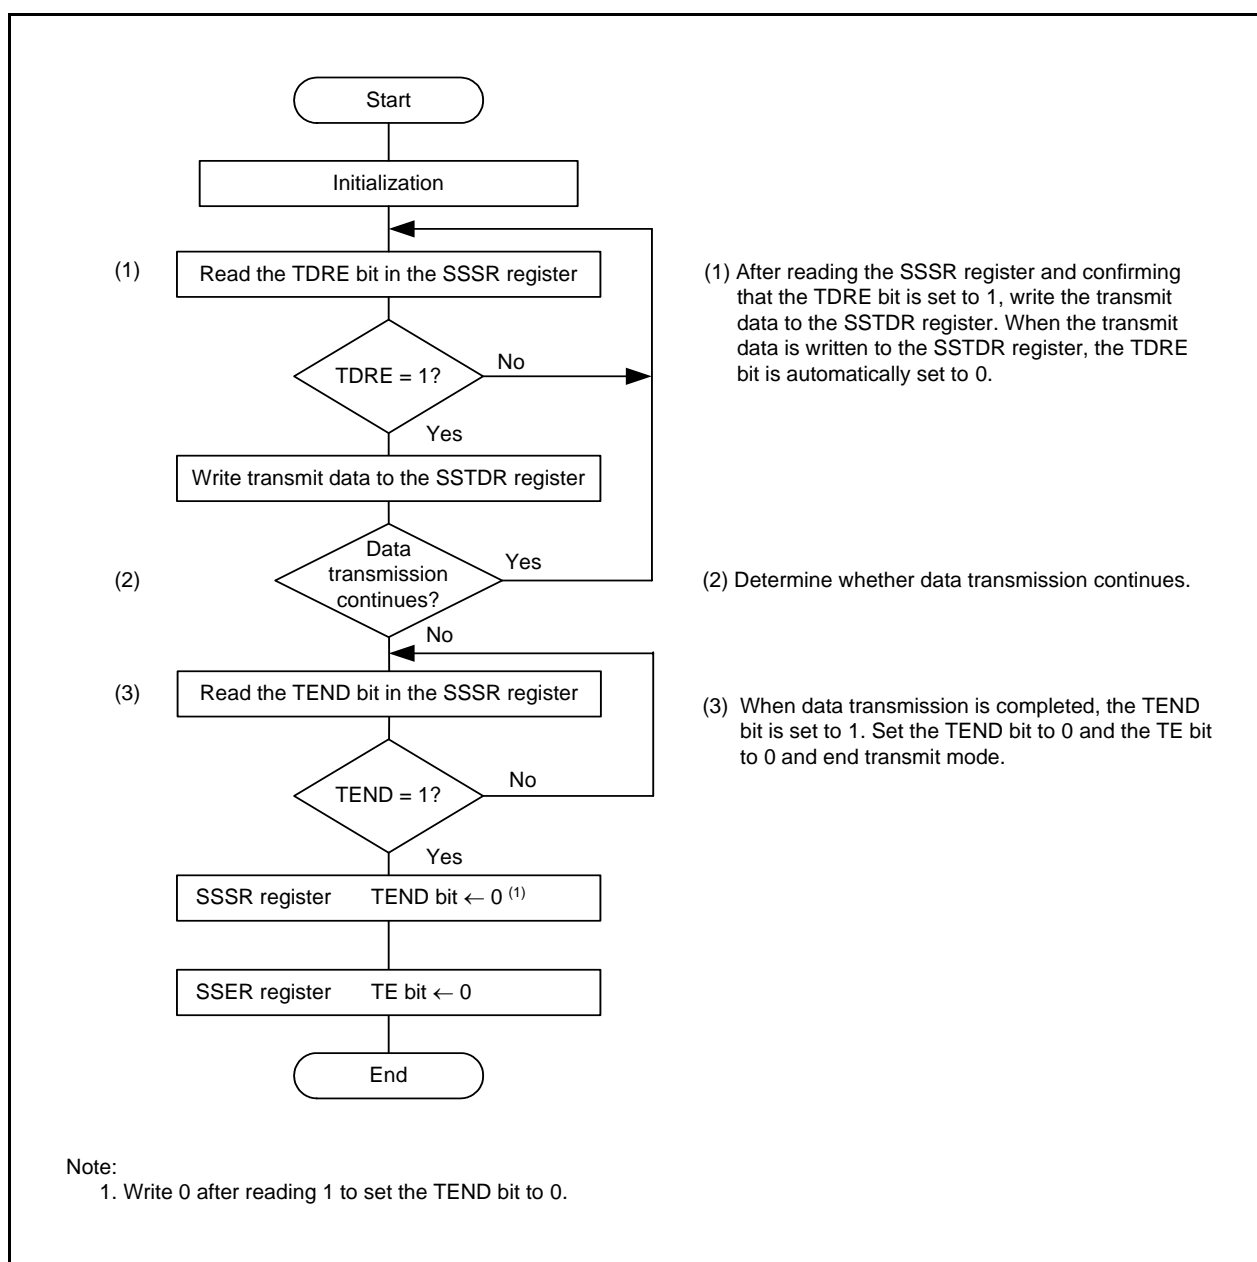 Start
Initialization
(1)
Read the TDRE bit in the SSSR register
(1) After reading the SSSR register and confirming
that the TDRE bit is set to 1, write the transmit
data to the SSTDR register. When the transmit
data is written to the SSTDR register, the TDRE
bit is automatically set to 0.
TDRE = 1?
No
Yes
Write transmit data to the SSTDR register
(2)
Data
transmission
continues?
Yes
(2) Determine whether data transmission continues.
No
(3)
Read the TEND bit in the SSSR register
(3) When data transmission is completed, the TEND
bit is set to 1. Set the TEND bit to 0 and the TE bit
to 0 and end transmit mode.
TEND = 1?
No
Yes
SSSR register TEND bit ← 0 (1)
SSER register TE bit ← 0
End
Note:
1. Write 0 after reading 1 to set the TEND bit to 0.